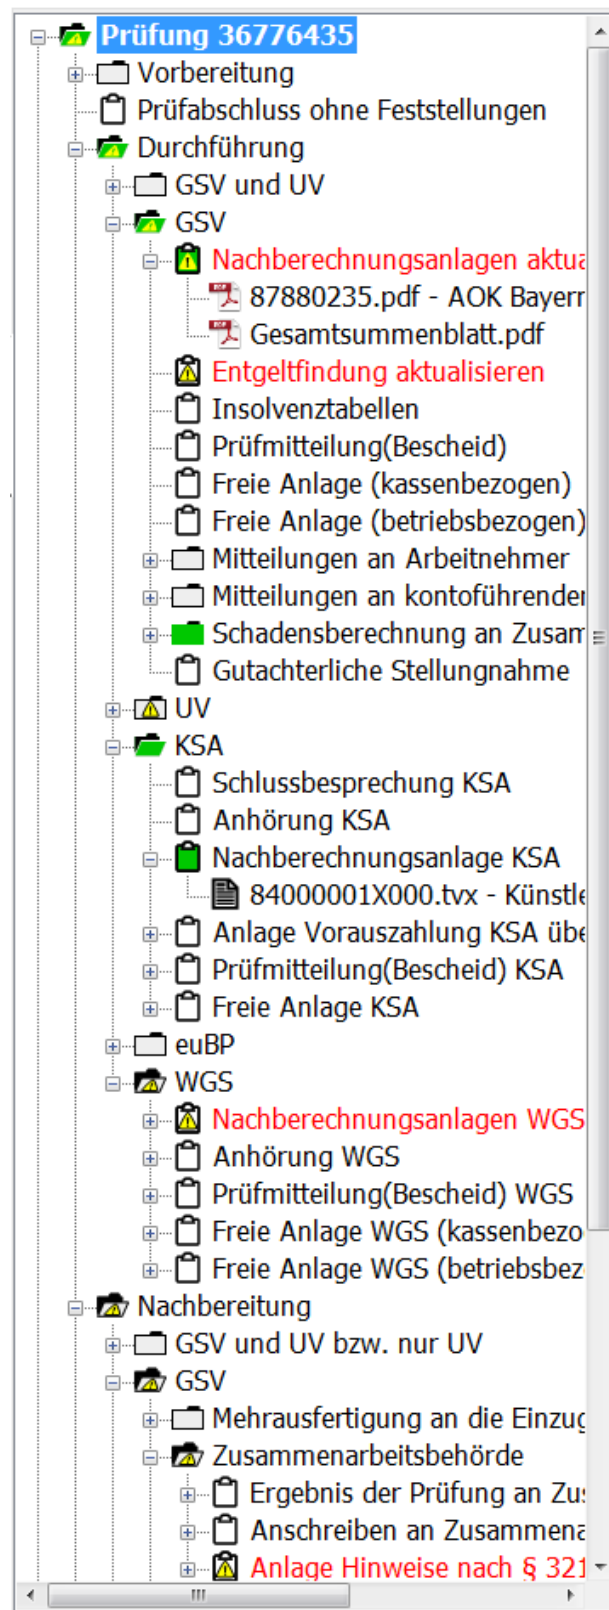 Prüfung 36776435
Vorbereitung
Prüfabschluss ohne Feststellungen
Durchführung
GSV und UV
GSV
Nachberechnungsanlagen aktua
87880235.pdf - AOK Bayern
Gesamtsummenblatt.pdf
Entgeltfindung aktualisieren
Insolvenztabellen
Prüfmitteilung(Bescheid)
Freie Anlage (kassenbezogen)
Freie Anlage (betriebsbezogen)
Mitteilungen an Arbeitnehmer
Mitteilungen an kontoführender
Schadensberechnung an Zusam
Gutachterliche Stellungnahme
UV
KSA
Schlussbesprechung KSA
Anhörung KSA
Nachberechnungsanlage KSA
84000001X000.tvx - Künstle
Anlage Vorauszahlung KSA übe
Prüfmitteilung(Bescheid) KSA
Freie Anlage KSA
euBP
WGS
Nachberechnungsanlagen WGS
Anhörung WGS
Prüfmitteilung(Bescheid) WGS
Freie Anlage WGS (kassenbezo
Freie Anlage WGS (betriebsbez
Nachbereitung
GSV und UV bzw. nur UV
GSV
Mehrausfertigung an die Einzug
Zusammenarbeitsbehörde
Ergebnis der Prüfung an Zus
Anschreiben an Zusammena
Anlage Hinweise nach § 321